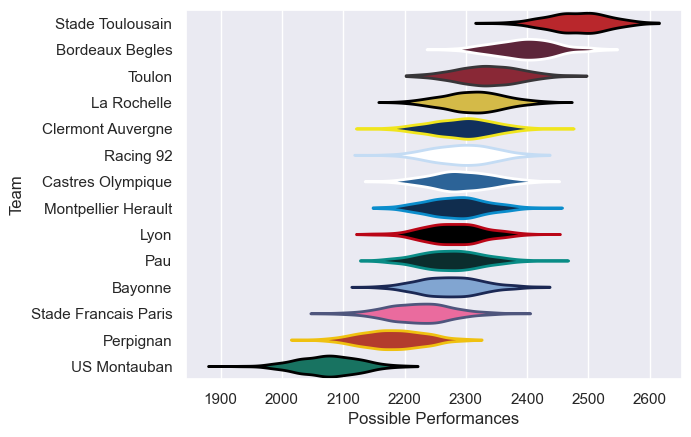 Stade Toulousain
Bordeaux Begles
Toulon
La Rochelle
Clermont Auvergne
Racing 92
Castres Olympique
Montpellier Herault
Lyon
Pau
Bayonne
Stade Francais Paris
Perpignan
US Montauban
Team
1900 2000 2100 2200 2300 2400 2500 2600
Possible Performances